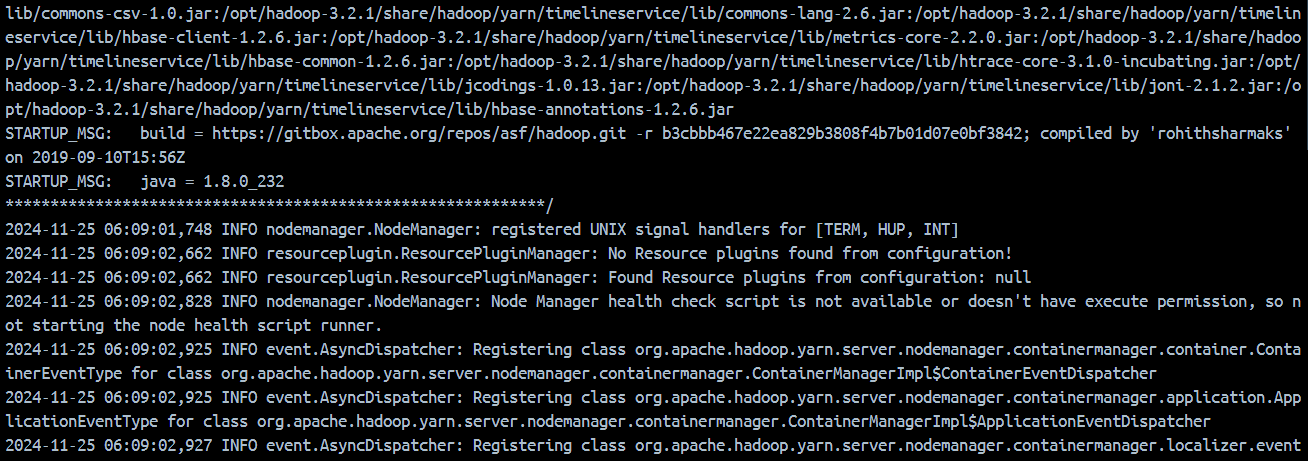 lib/commons-csv-1.0.jar:/opt/hadoop-3.2.1/share/hadoop/yarn/timelineservice/lib/commons-lang-2.6.jar:/opt/hadoop-3.2.1/share/hadoop/yarn/timelin
eservice/lib/hbase-client-1.2.6.jar:/opt/hadoop-3.2.1/share/hadoop/yarn/timelineservice/lib/metrics-core-2.2.0.jar:/opt/hadoop-3.2.1/share/hadoo
p/yarn/timelineservice/lib/hbase-common-1.2.6.jar:/opt/hadoop-3.2.1/share/hadoop/yarn/timelineservice/lib/htrace-core-3.1.0-incubating.jar:/opt/
hadoop-3.2.1/share/hadoop/yarn/timelineservice/lib/jcodings-1.0.13.jar:/opt/hadoop-3.2.1/share/hadoop/yarn/timelineservice/lib/joni-2.1.2.jar:/o
pt/hadoop-3.2.1/share/hadoop/yarn/timelineservice/lib/hbase-annotations-1.2.6.jar
STARTUP_MSG:   build = https://gitbox.apache.org/repos/asf/hadoop.git -r b3cbbb467e22ea829b3808f4b7b01d07e0bf3842; compiled by 'rohithsharmaks'
on 2019-09-10T15:56Z
STARTUP_MSG:   java = 1.8.0_232
************************************************************/
2024-11-25 06:09:01,748 INFO nodemanager.NodeManager: registered UNIX signal handlers for [TERM, HUP, INT]
2024-11-25 06:09:02,662 INFO resourceplugin.ResourcePluginManager: No Resource plugins found from configuration!
2024-11-25 06:09:02,662 INFO resourceplugin.ResourcePluginManager: Found Resource plugins from configuration: null
2024-11-25 06:09:02,828 INFO nodemanager.NodeManager: Node Manager health check script is not available or doesn't have execute permission, so n
ot starting the node health script runner.
2024-11-25 06:09:02,925 INFO event.AsyncDispatcher: Registering class org.apache.hadoop.yarn.server.nodemanager.containermanager.container.Conta
inerEventType for class org.apache.hadoop.yarn.server.nodemanager.containermanager.ContainerManagerImpl$ContainerEventDispatcher
2024-11-25 06:09:02,925 INFO event.AsyncDispatcher: Registering class org.apache.hadoop.yarn.server.nodemanager.containermanager.application.App
licationEventType for class org.apache.hadoop.yarn.server.nodemanager.containermanager.ContainerManagerImpl$ApplicationEventDispatcher
2024-11-25 06:09:02,927 INFO event.AsyncDispatcher: Registering class org.apache.hadoop.yarn.server.nodemanager.containermanager.localizer.event